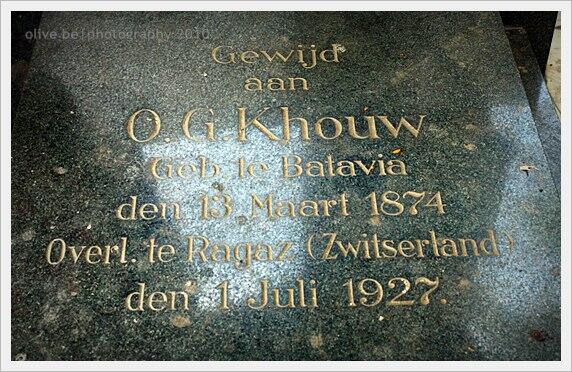 olive.be|photography 2010
Gewijd
aan
O. G. Khouw
Geb. te Batavia
den 13 Maart 1874
Overl. te Ragaz (Zwitserland)
den 1 Juli 1927.